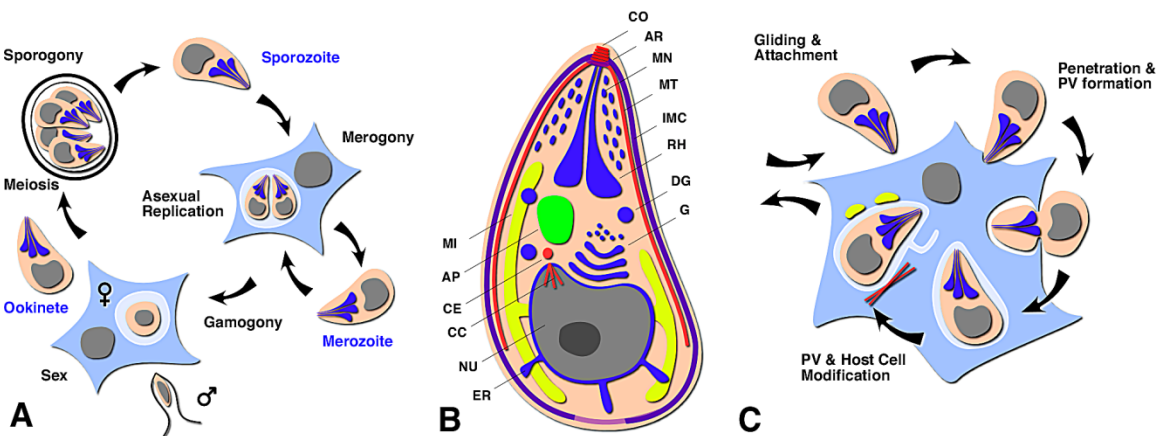 Sporogony
Sporozoite
Merogony
Meiosis
Asexual
Replication
Ookinete
Gamogony
Merozoite
Sex
♀
♂
A
CO
AR
MN
MT
IMC
RH
DG
G
MI
AP
CE
CC
NU
ER
B
Gliding &
Attachment
Penetration &
PV formation
PV & Host Cell
Modification
C